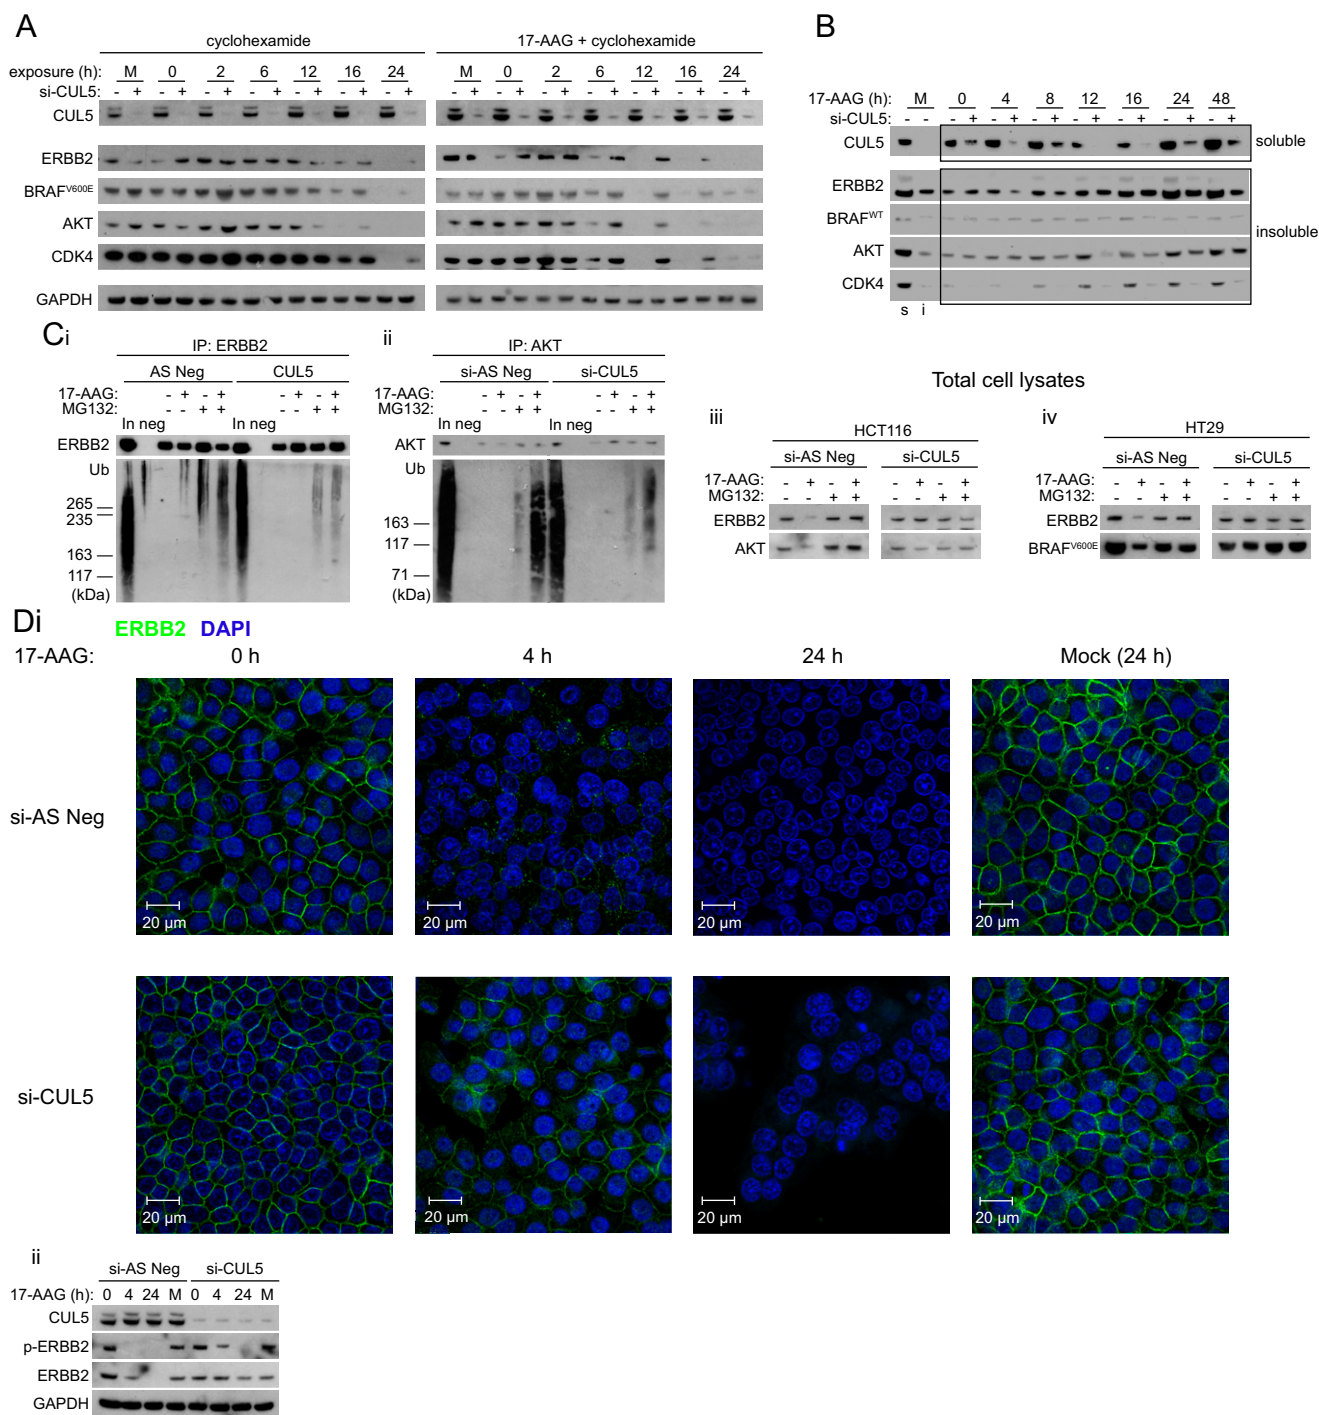 A
cyclohexamide
17-AAG + cyclohexamide
exposure (h): M 0 2 6 12 16 24 M 0 2 6 12 16 24
si-CUL5: - + - + - + - + - + - + - + - + - + - + - + - + - + - +
CUL5
ERBB2
BRAFV600E
AKT
CDK4
GAPDH
B
17-AAG (h): M 0 4 8 12 16 24 48
si-CUL5: - - - + - + - + - + - + - + - +
CUL5
soluble
ERBB2
BRAFWT
AKT
CDK4
insoluble
s i
Ci
IP: ERBB2
AS Neg CUL5
17-AAG: - + - + - + - +
MG132: - - + + - - + +
In neg In neg
ERBB2
Ub
265
235
163
117
(kDa)
ii
IP: AKT
si-AS Neg si-CUL5
17-AAG: - + - + - + - +
MG132: - - + + - - + +
In neg In neg
AKT
Ub
163
117
71
(kDa)
Total cell lysates
iii
HCT116
si-AS Neg si-CUL5
17-AAG: - + - + - + - +
MG132: - - + + - - + +
ERBB2
AKT
iv
HT29
si-AS Neg si-CUL5
17-AAG: - + - + - + - +
MG132: - - + + - - + +
ERBB2
BRAFV600E
Di
ERBB2 DAPI
17-AAG: 0 h 4 h 24 h Mock (24 h)
si-AS Neg
20 µm 20 µm 20 µm 20 µm
si-CUL5
20 µm 20 µm 20 µm 20 µm
ii
si-AS Neg si-CUL5
17-AAG (h): 0 4 24 M 0 4 24 M
CUL5
p-ERBB2
ERBB2
GAPDH